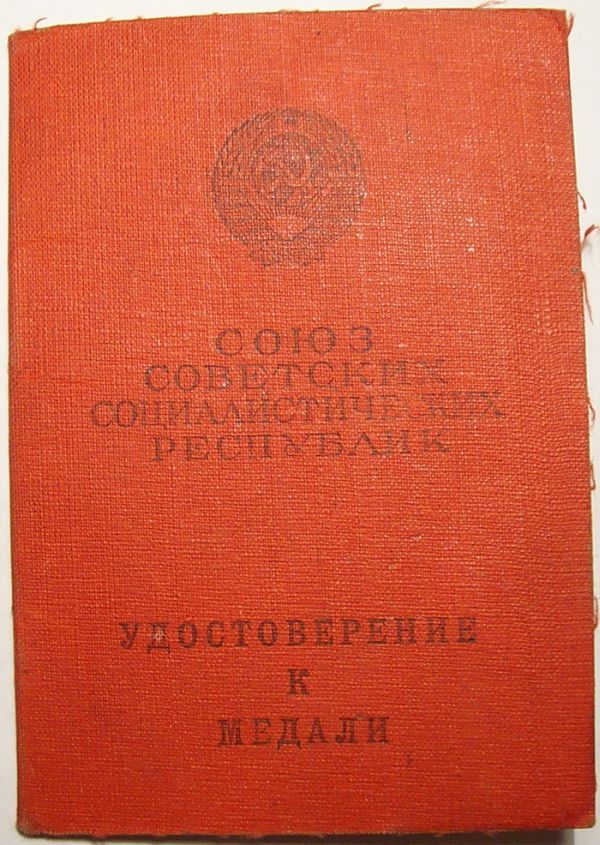 СОЮЗ
СОВЕТСКИХ
СОЦИАЛИСТИЧЕСКИХ
РЕСПУБЛИК
УДОСТОВЕРЕНИЕ
К
МЕДАЛИ